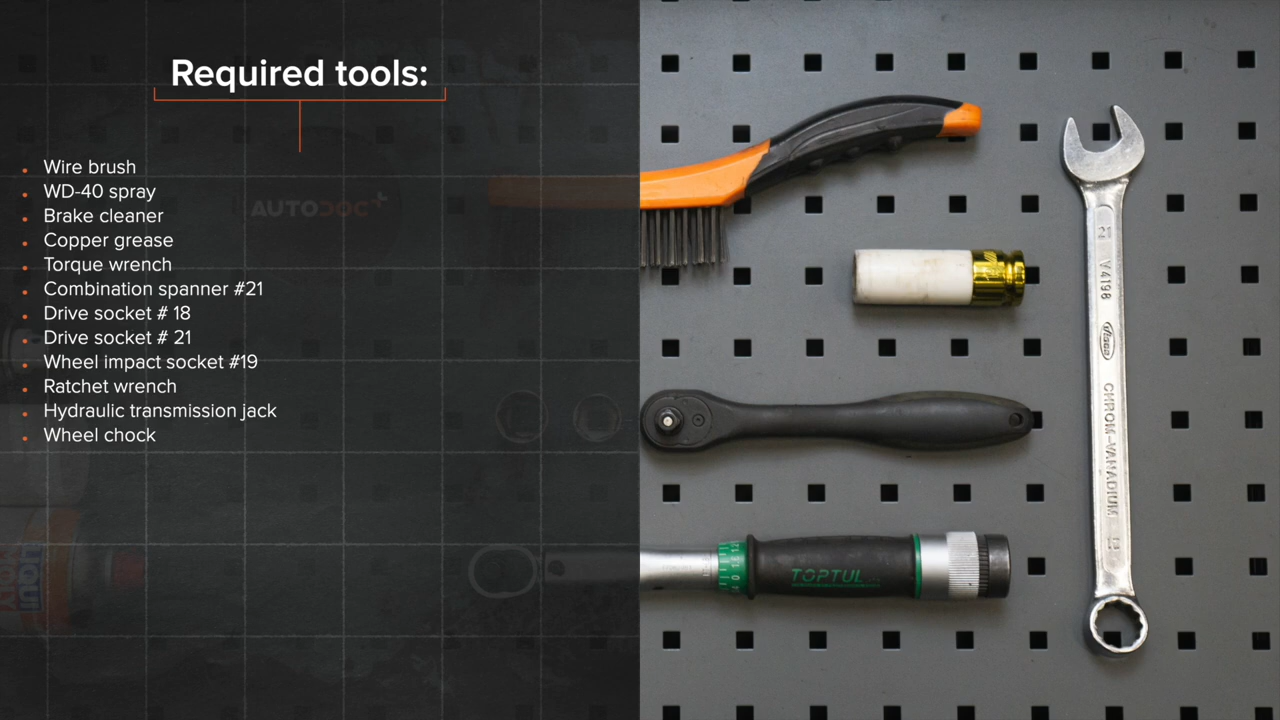 Required tools:
Wire brush
WD-40 spray
Brake cleaner
Copper grease
Torque wrench
Combination spanner #21
Drive socket # 18
Drive socket # 21
Wheel impact socket #19
Ratchet wrench
Hydraulic transmission jack
Wheel chock
AUTODOC
LIQUI
MOLY
TOPTUL
21
V4198
CHROM-VANADIUM